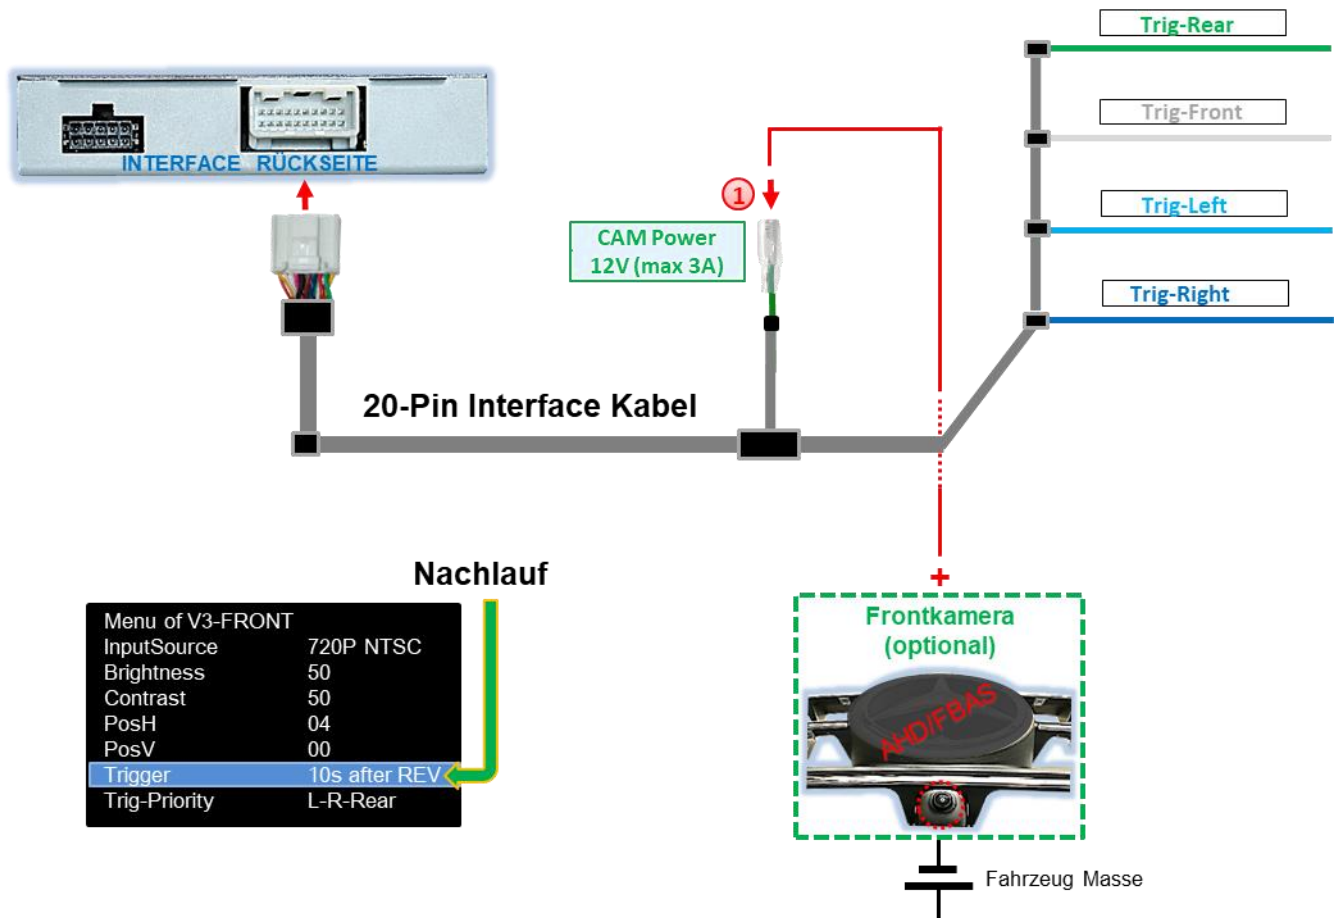 Trig-Rear
Trig-Front
Trig-Left
Trig-Right
INTERFACE RÜCKSEITE
1
CAM Power
12V (max 3A)
20-Pin Interface Kabel
Nachlauf
Menu of V3-FRONT
InputSource 720P NTSC
Brightness 50
Contrast 50
PosH 04
PosV 00
Trigger 10s after REV
Trig-Priority L-R-Rear
+
Frontkamera
(optional)
AHD/FBAS
Fahrzeug Masse